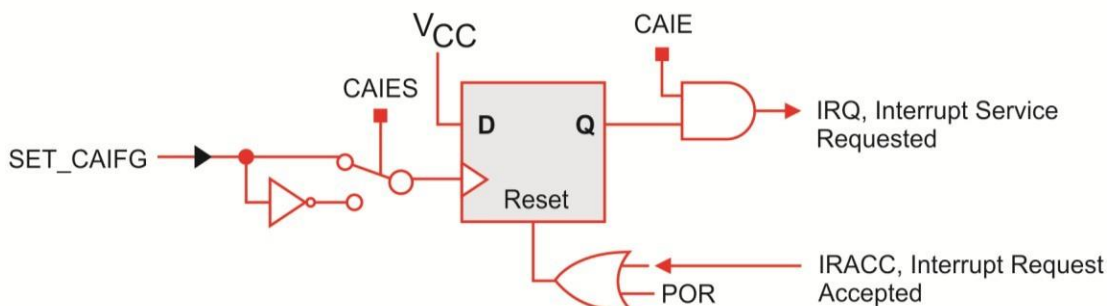 VCC
CAIE
CAIES
D
Q
IRQ, Interrupt Service
Requested
SET_CAIFG
Reset
IRACC, Interrupt Request
Accepted
POR